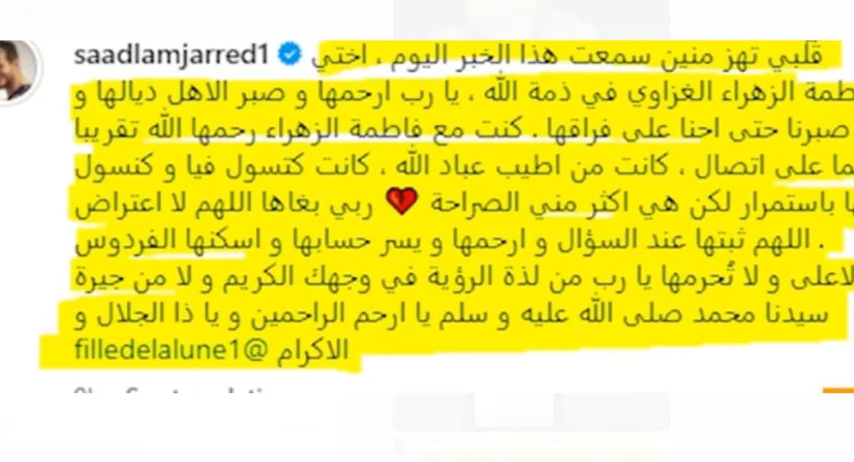 saadlamjarred1 قلبي تهز منين سمعت هذا الخبر اليوم ، اختي
طمة الزهراء الغزاوي في ذمة الله ، يا رب ارحمها و صبر الاهل ديالها و
صبرنا حتى احنا على فراقها . كنت مع فاطمة الزهراء رحمها الله تقريبا
ما على اتصال ، كانت من اطيب عباد الله ، كانت كتسول فيا و كنسول
ا باستمرار لكن هي اكثر مني الصراحة 💔 ربي بغاها اللهم لا اعتراض
. اللهم ثبتها عند السؤال و ارحمها و يسر حسابها و اسكنها الفردوس
لاعلى و لا تُحرمها يا رب من لذة الرؤية في وجهك الكريم و لا من جيرة
سيدنا محمد صلى الله عليه و سلم يا ارحم الراحمين و يا ذا الجلال و
الاكرام @filledelalune1